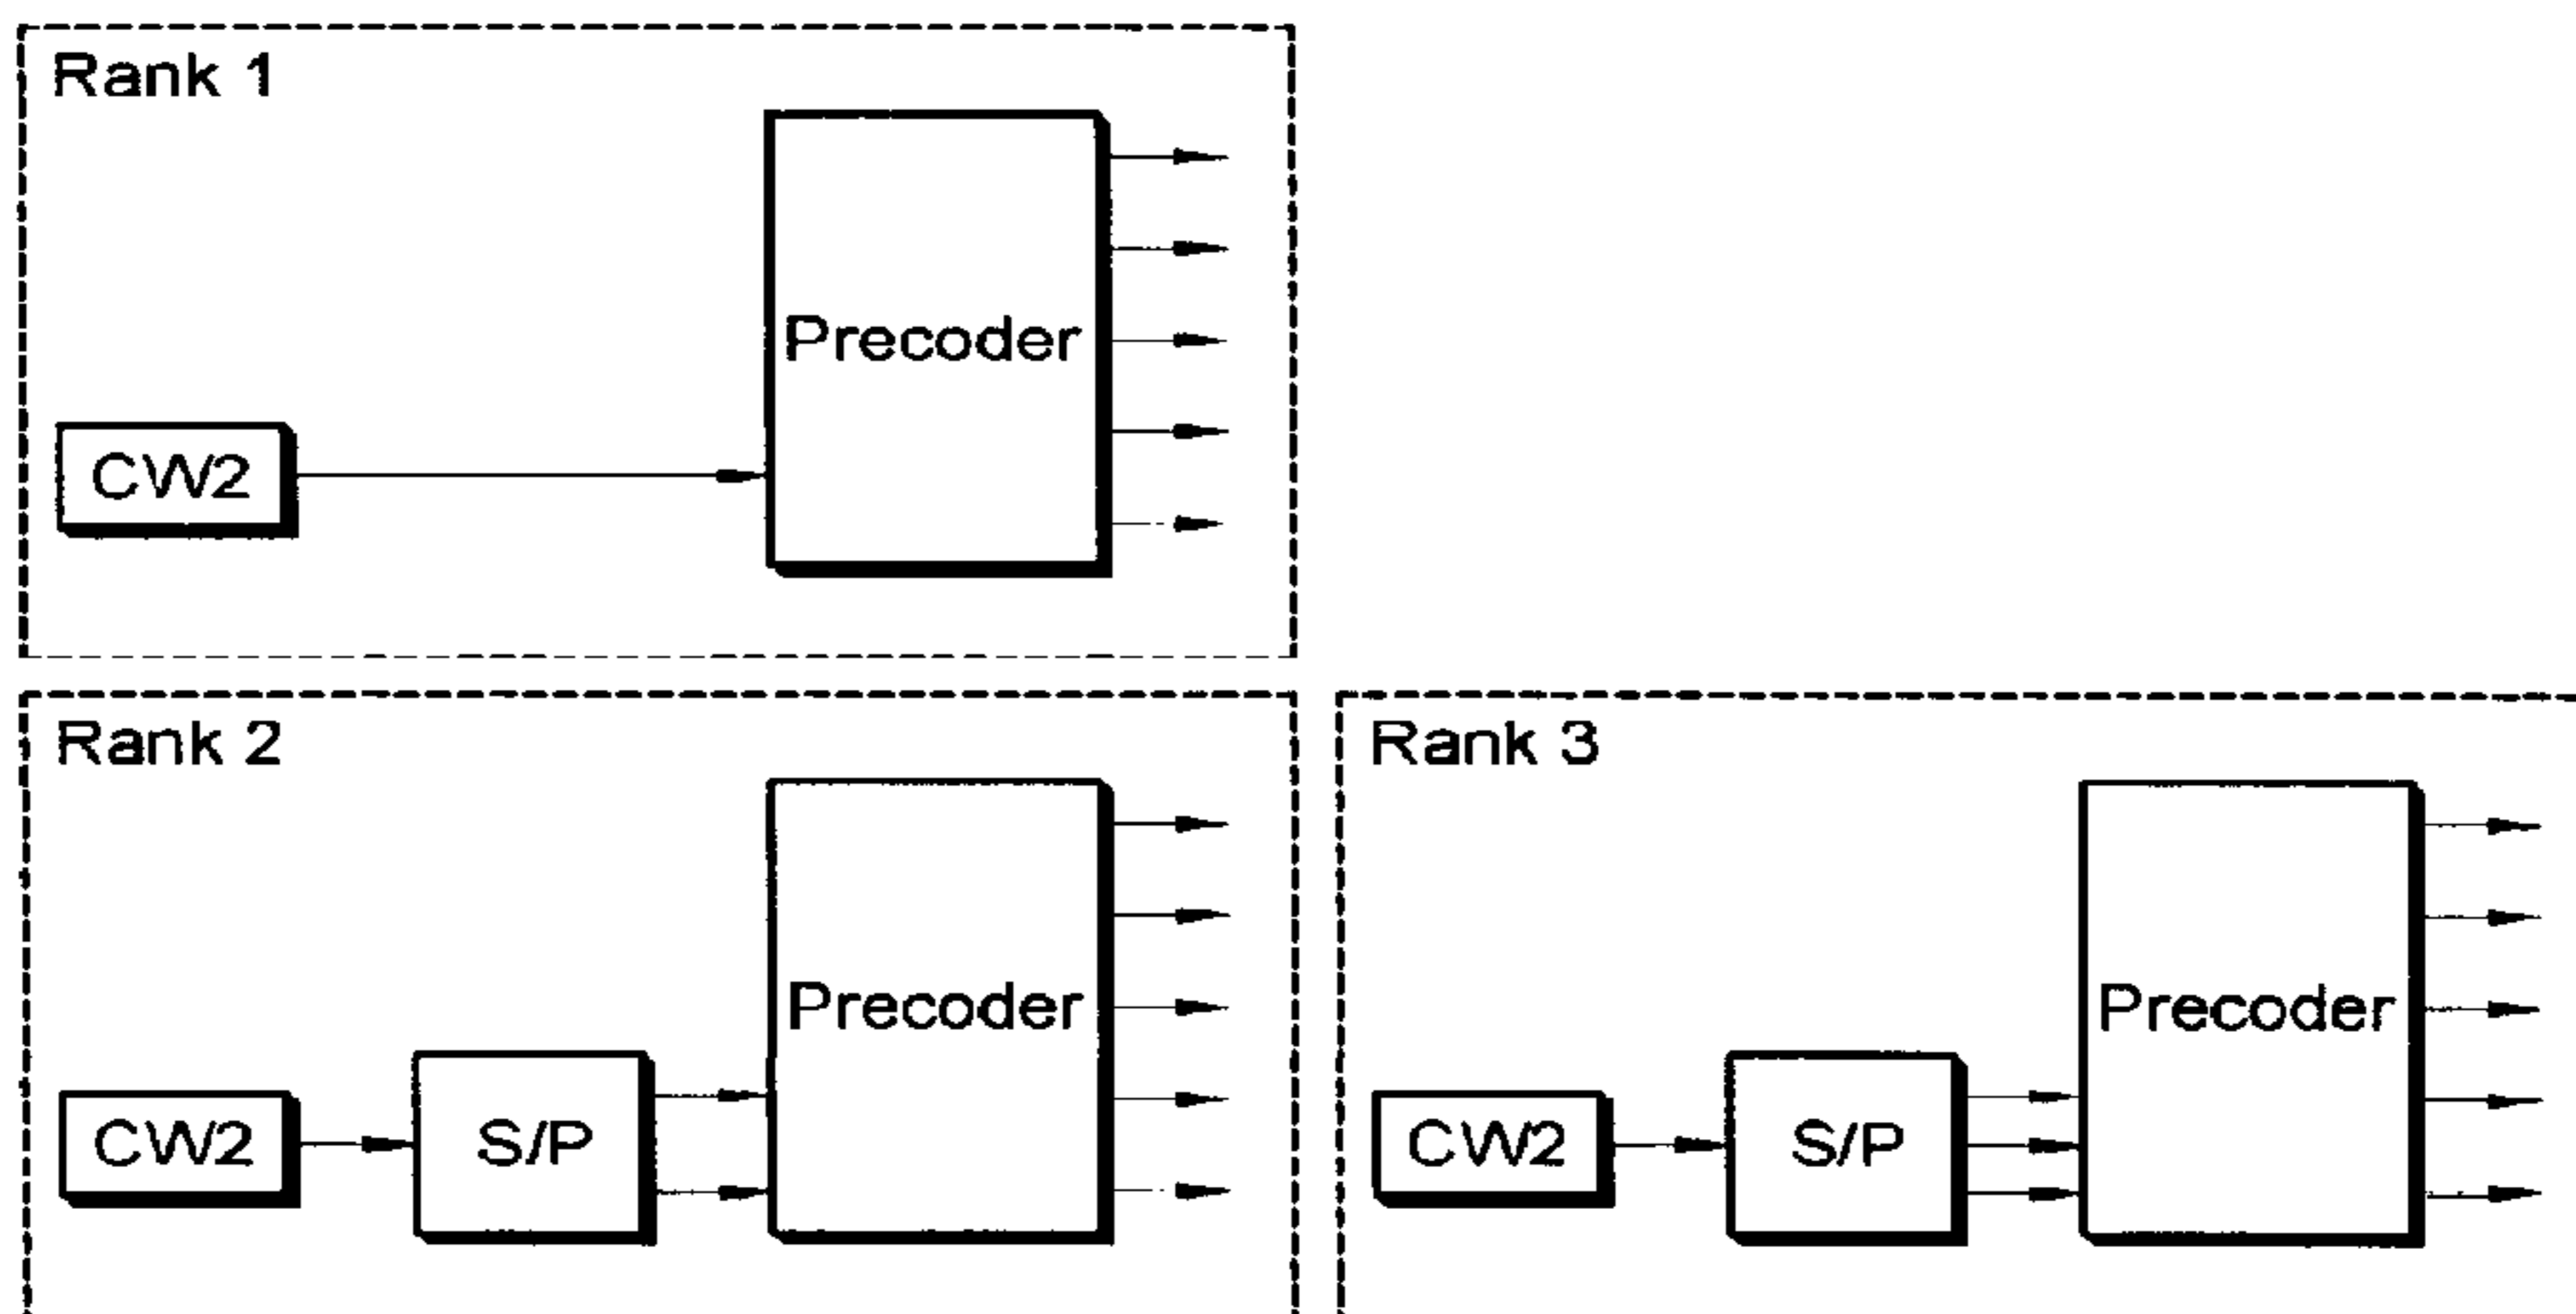 Rank 1
Precoder
CW2
Rank 2
Precoder
CW2
S/P
Rank 3
Precoder
CW2
S/P